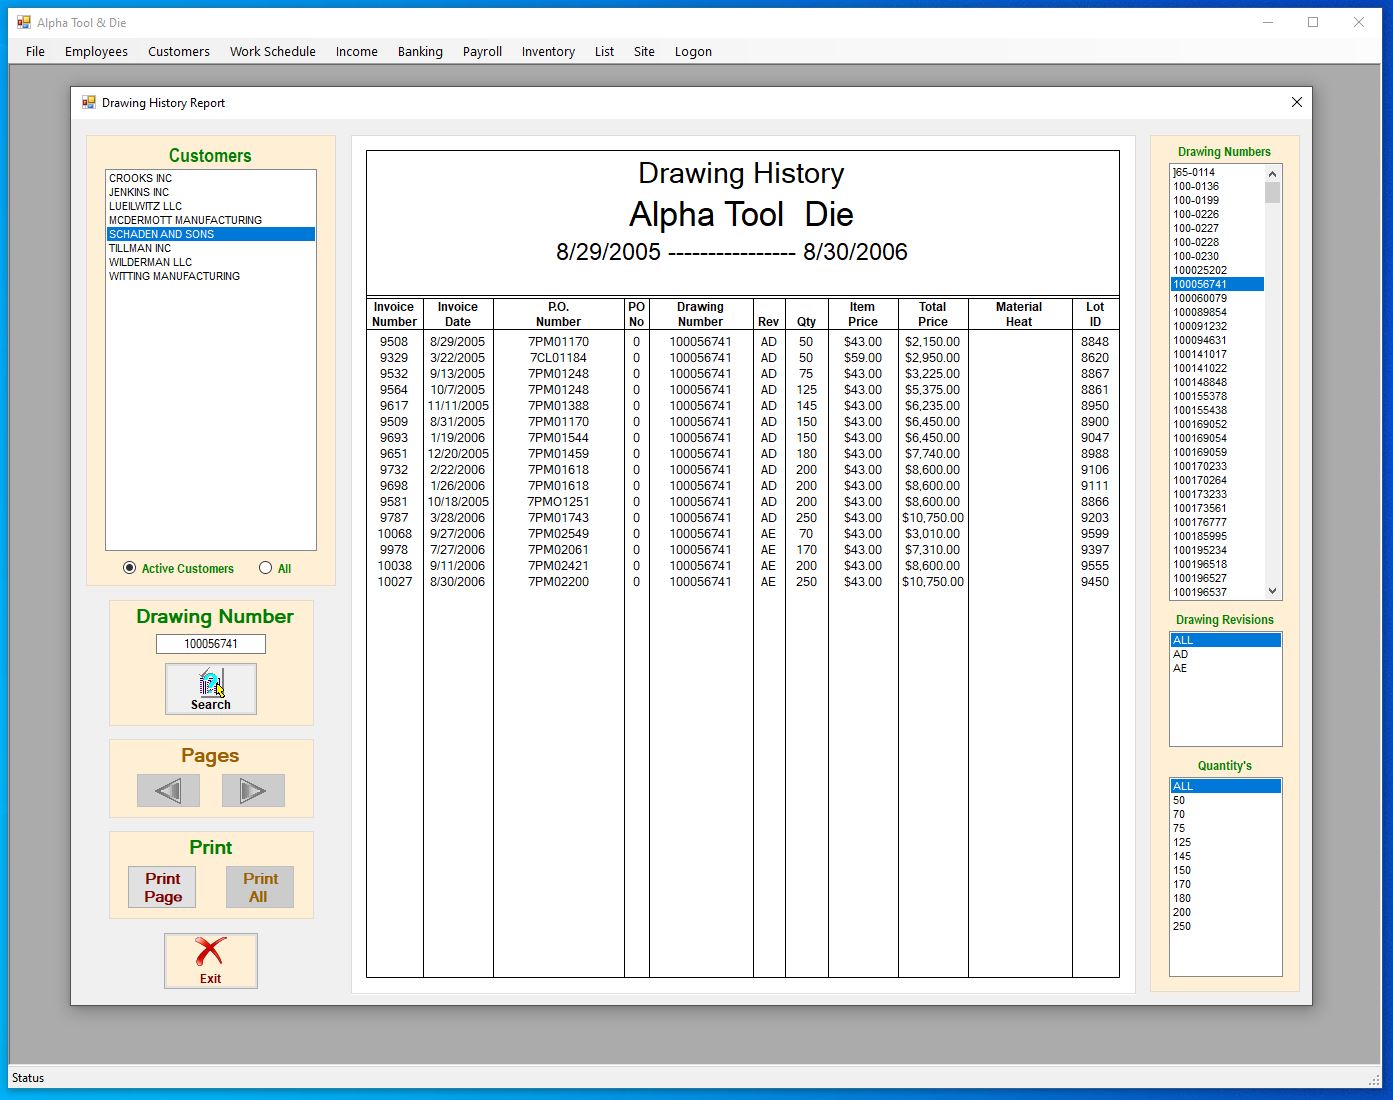 Alpha Tool & Die
File Employees Customers Work Schedule Income Banking Payroll Inventory List Site Logon
Drawing History Report
Customers
CROOKS INC
JENKINS INC
LUEILWITZ LLC
MCDERMOTT MANUFACTURING
SCHADEN AND SONS
TILLMAN INC
WILDERMAN LLC
WITTING MANUFACTURING
Active Customers All
Drawing Number
100056741
Search
Pages
Print
Print Page
Print All
Exit
Drawing History
Alpha Tool Die
8/29/2005 ---------------- 8/30/2006
Invoice Number Invoice Date P.O. Number PO No Drawing Number Rev Qty Item Price Total Price Material Heat Lot ID
9508 8/29/2005 7PM01170 0 100056741 AD 50 $43.00 $2,150.00 8848
9329 3/22/2005 7CL01184 0 100056741 AD 50 $59.00 $2,950.00 8620
9532 9/13/2005 7PM01248 0 100056741 AD 75 $43.00 $3,225.00 8867
9564 10/7/2005 7PM01248 0 100056741 AD 125 $43.00 $5,375.00 8861
9617 11/11/2005 7PM01388 0 100056741 AD 145 $43.00 $6,235.00 8950
9509 8/31/2005 7PM01170 0 100056741 AD 150 $43.00 $6,450.00 8900
9693 1/19/2006 7PM01544 0 100056741 AD 150 $43.00 $6,450.00 9047
9651 12/20/2005 7PM01459 0 100056741 AD 180 $43.00 $7,740.00 8988
9732 2/22/2006 7PM01618 0 100056741 AD 200 $43.00 $8,600.00 9106
9698 1/26/2006 7PM01618 0 100056741 AD 200 $43.00 $8,600.00 9111
9581 10/18/2005 7PMO1251 0 100056741 AD 200 $43.00 $8,600.00 8866
9787 3/28/2006 7PM01743 0 100056741 AD 250 $43.00 $10,750.00 9203
10068 9/27/2006 7PM02549 0 100056741 AE 70 $43.00 $3,010.00 9599
9978 7/27/2006 7PM02061 0 100056741 AE 170 $43.00 $7,310.00 9397
10038 9/11/2006 7PM02421 0 100056741 AE 200 $43.00 $8,600.00 9555
10027 8/30/2006 7PM02200 0 100056741 AE 250 $43.00 $10,750.00 9450
Drawing Numbers
]65-0114
100-0136
100-0199
100-0226
100-0227
100-0228
100-0230
100025202
100056741
100060079
100089854
100091232
100094631
100141017
100141022
100148848
100155378
100155438
100169052
100169054
100169059
100170233
100170264
100173233
100173561
100176777
100185995
100195234
100196518
100196527
100196537
Drawing Revisions
ALL
AD
AE
Quantity's
ALL
50
70
75
125
145
150
170
180
200
250
Status